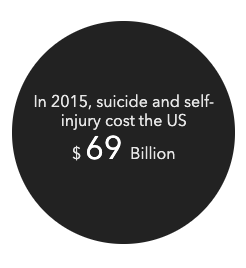 In 2015, suicide and self-
injury cost the US
$ 69 Billion